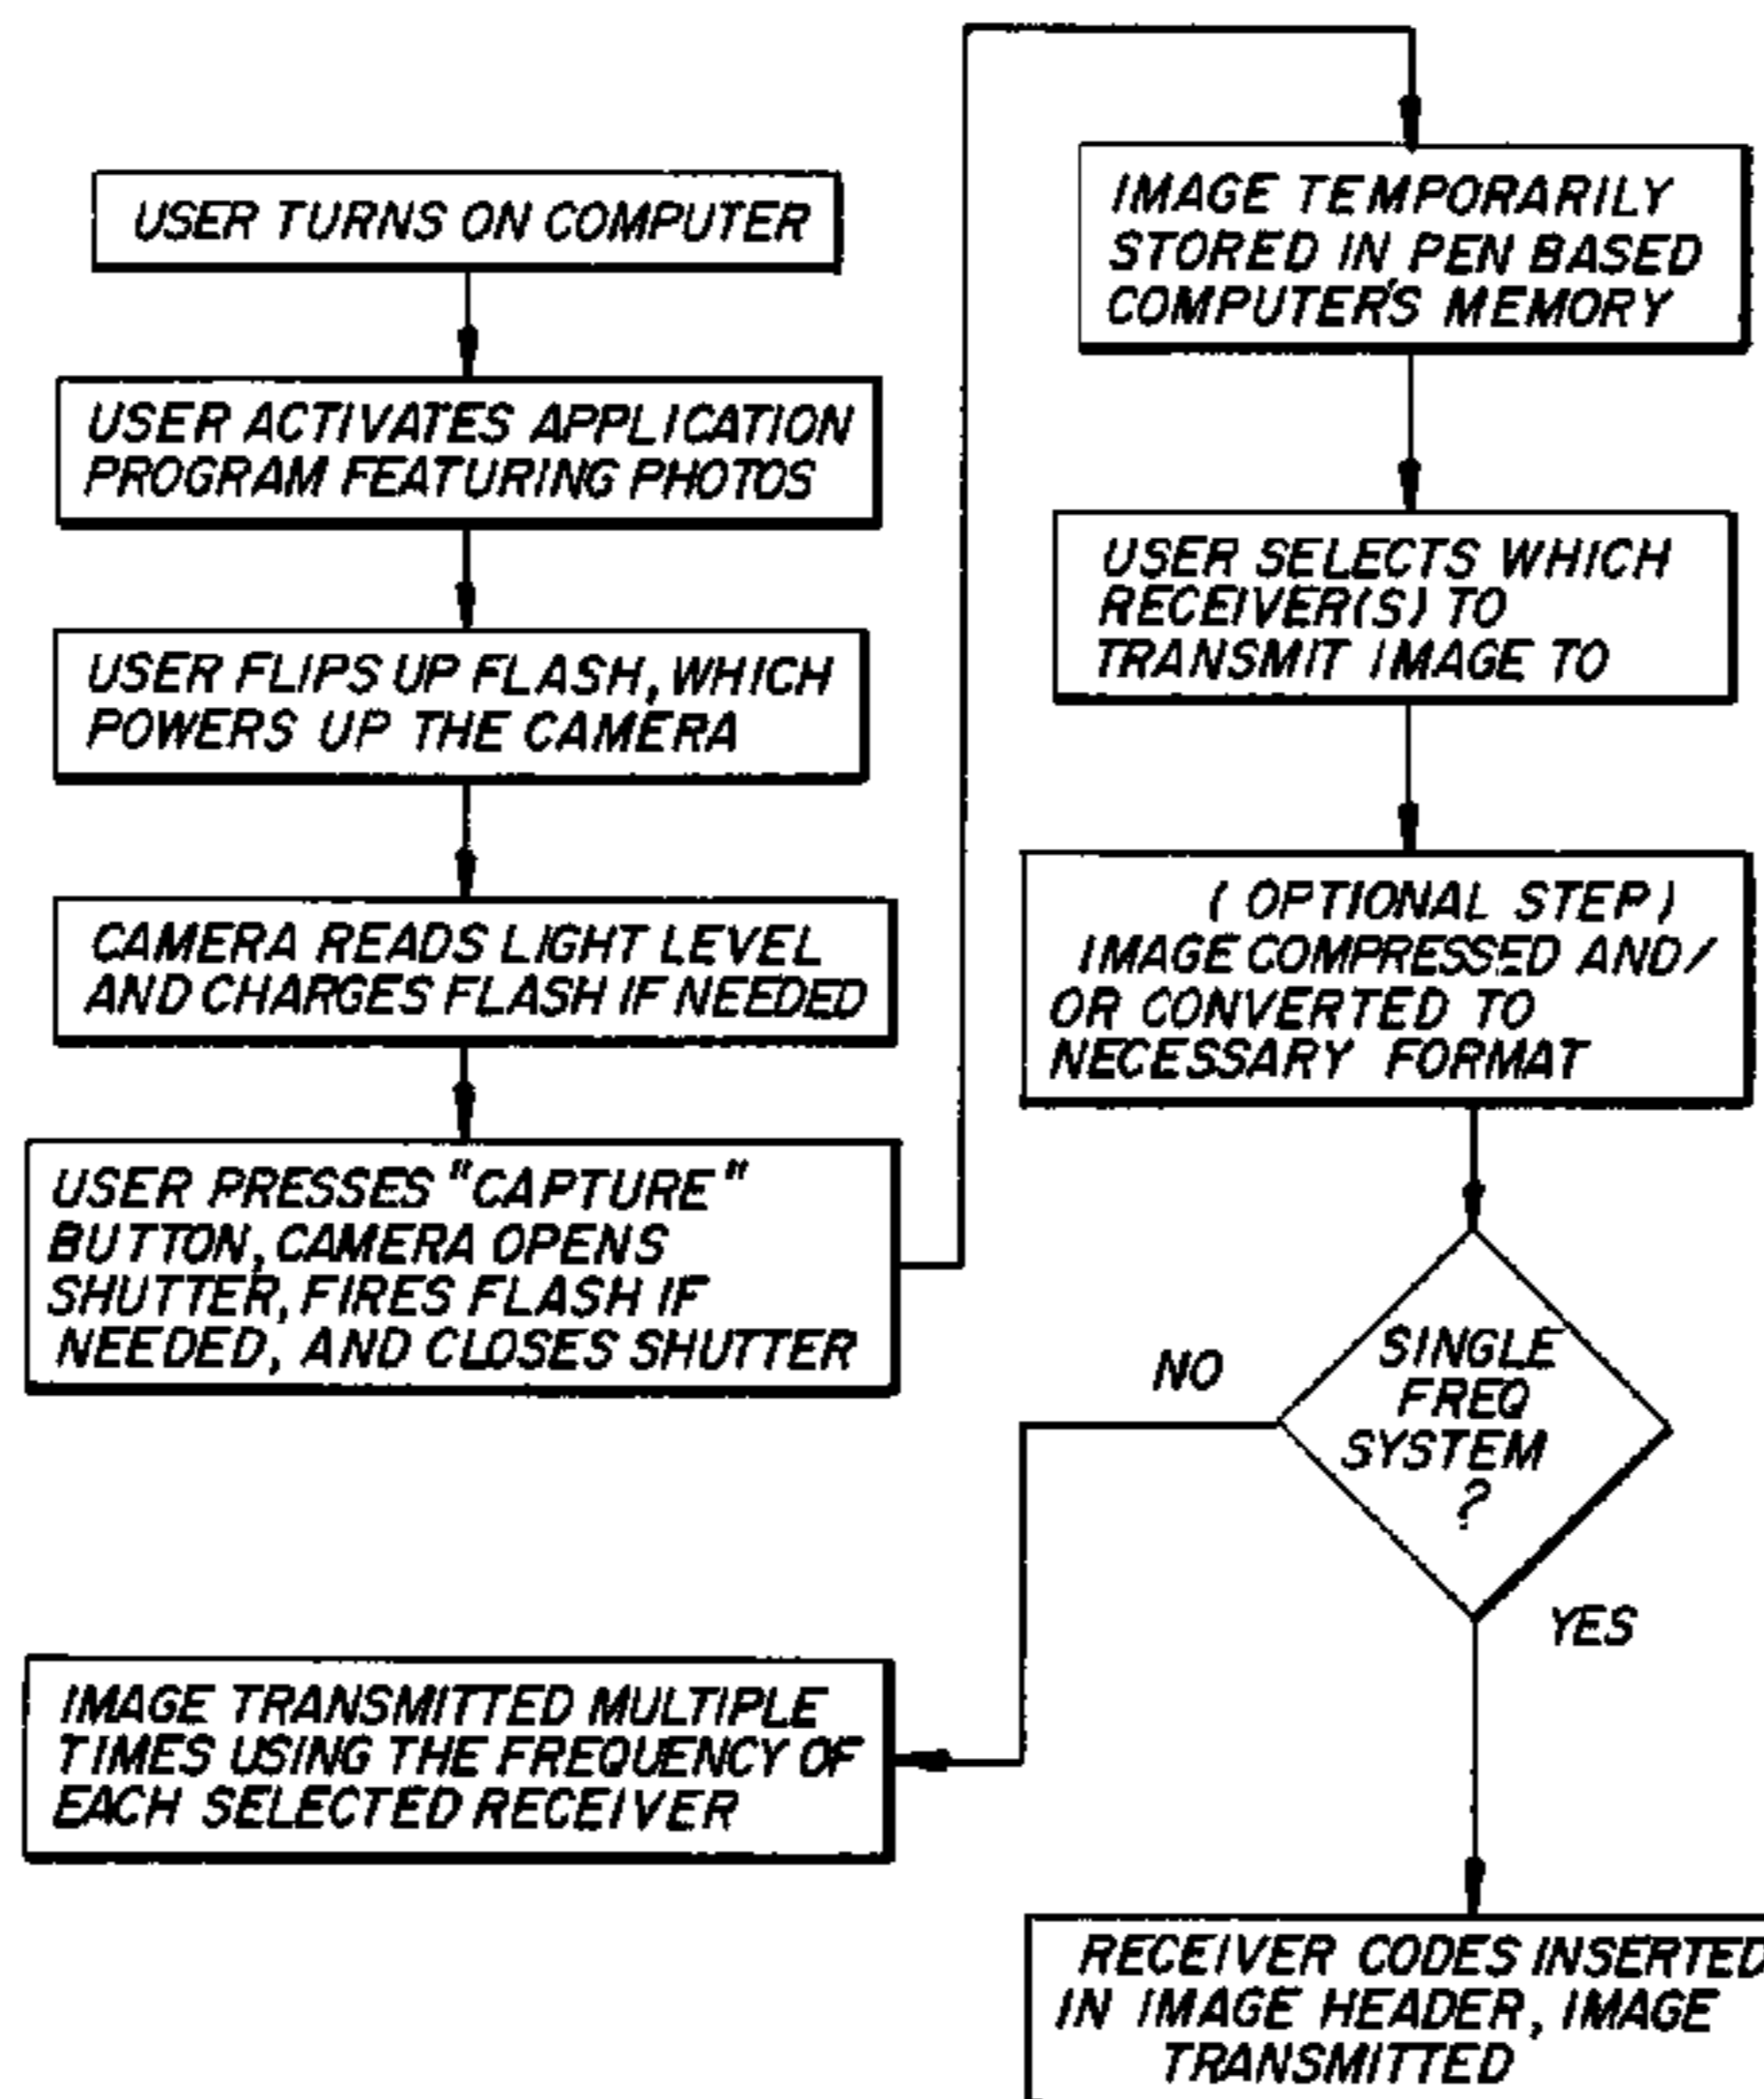 USER TURNS ON COMPUTER
USER ACTIVATES APPLICATION
PROGRAM FEATURING PHOTOS
USER FLIPS UP FLASH, WHICH
POWERS UP THE CAMERA
CAMERA READS LIGHT LEVEL
AND CHARGES FLASH IF NEEDED
USER PRESSES "CAPTURE"
BUTTON, CAMERA OPENS
SHUTTER, FIRES FLASH IF
NEEDED, AND CLOSES SHUTTER
IMAGE TEMPORARILY
STORED IN PEN BASED
COMPUTER'S MEMORY
USER SELECTS WHICH
RECEIVER(S) TO
TRANSMIT IMAGE TO
(OPTIONAL STEP)
IMAGE COMPRESSED AND/
OR CONVERTED TO
NECESSARY FORMAT
SINGLE
FREQ
SYSTEM
?
NO
YES
IMAGE TRANSMITTED MULTIPLE
TIMES USING THE FREQUENCY OF
EACH SELECTED RECEIVER
RECEIVER CODES INSERTED
IN IMAGE HEADER, IMAGE
TRANSMITTED